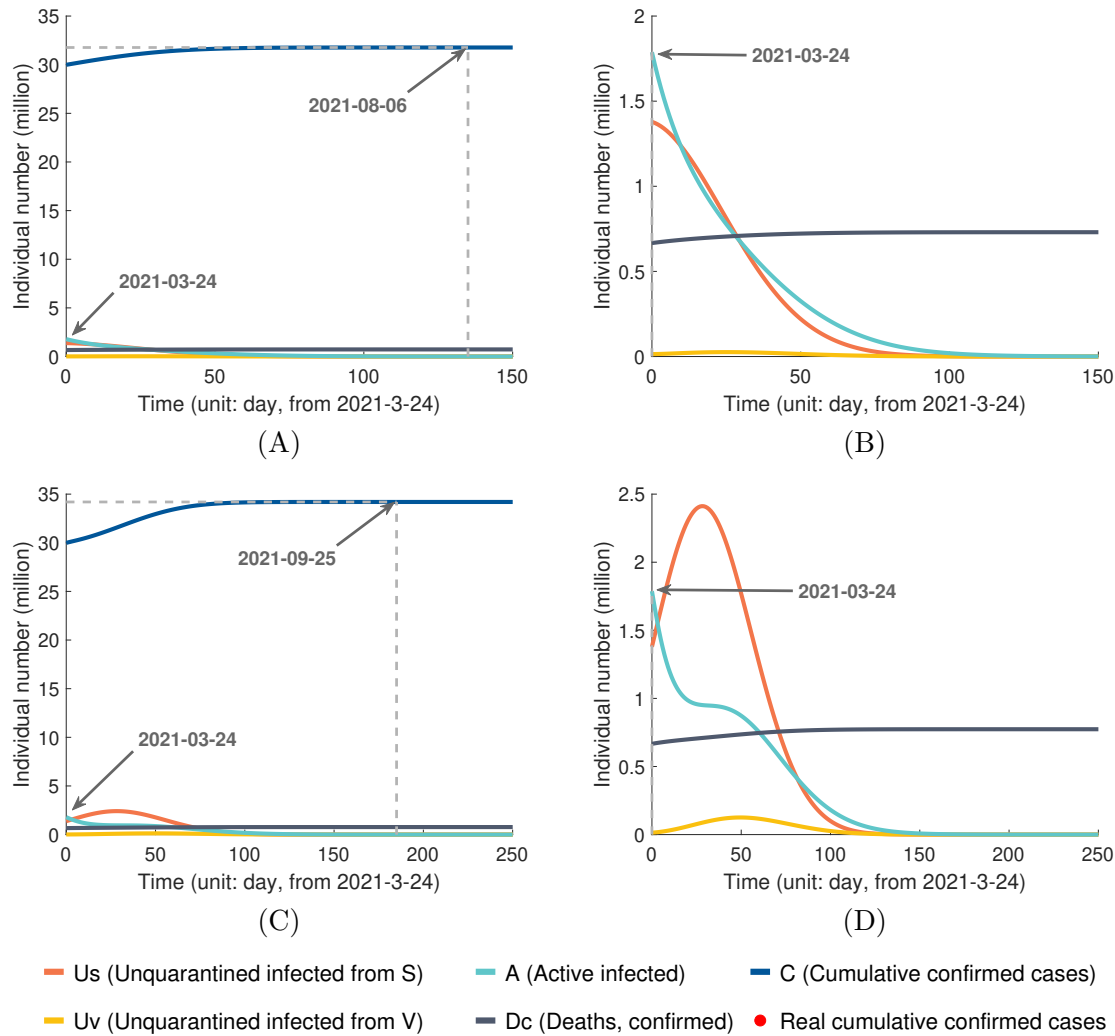 35
30
25
20
15
10
5
0
Individual number (million)
2021-08-06
2021-03-24
0
50
100
150
Time (unit: day, from 2021-3-24)
(A)
2
1.5
1
0.5
0
Individual number (million)
2021-03-24
0
50
100
150
Time (unit: day, from 2021-3-24)
(B)
35
30
25
20
15
10
5
0
Individual number (million)
2021-09-25
2021-03-24
0
50
100
150
200
250
Time (unit: day, from 2021-3-24)
(C)
2.5
2
1.5
1
0.5
0
Individual number (million)
2021-03-24
0
50
100
150
200
250
Time (unit: day, from 2021-3-24)
(D)
Us (Unquarantined infected from S)
A (Active infected)
C (Cumulative confirmed cases)
Uv (Unquarantined infected from V)
Dc (Deaths, confirmed)
Real cumulative confirmed cases